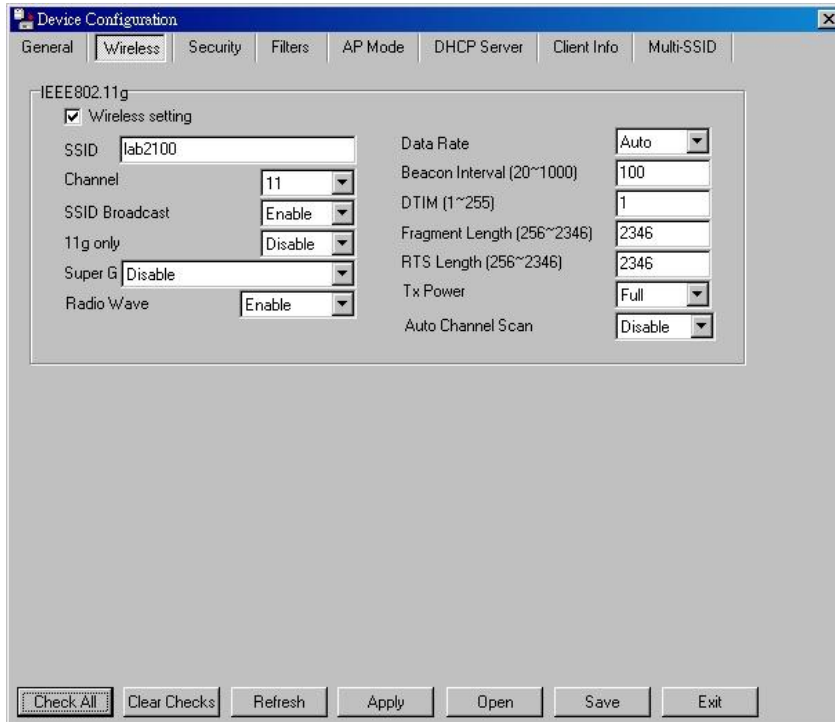 Device Configuration
General Wireless Security Filters AP Mode DHCP Server Client Info Multi-SSID
IEEE802.11g
Wireless setting
SSID lab2100
Channel 11
SSID Broadcast Enable
11g only Disable
Super G Disable
Radio Wave Enable
Data Rate Auto
Beacon Interval (20~1000) 100
DTIM (1~255) 1
Fragment Length (256~2346) 2346
RTS Length (256~2346) 2346
Tx Power Full
Auto Channel Scan Disable
Check All Clear Checks Refresh Apply Open Save Exit